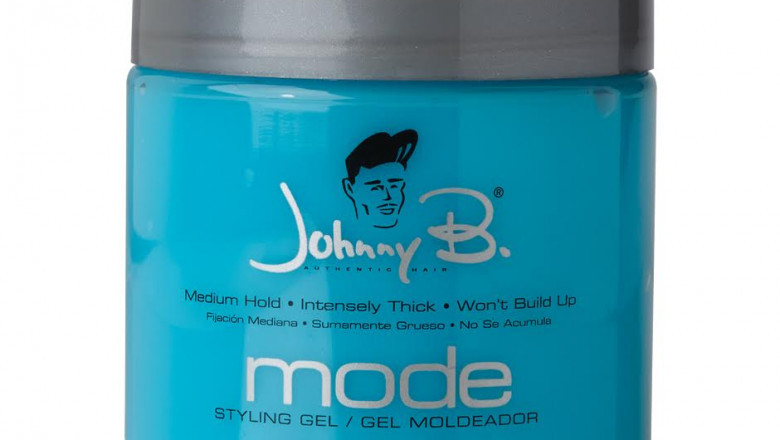 Johnny B.®
AUTHENTIC HAIR
Medium Hold • Intensely Thick • Won't Build Up
Fijación Mediana • Sumamente Grueso • No Se Acumula
mode
STYLING GEL / GEL MOLDEADOR